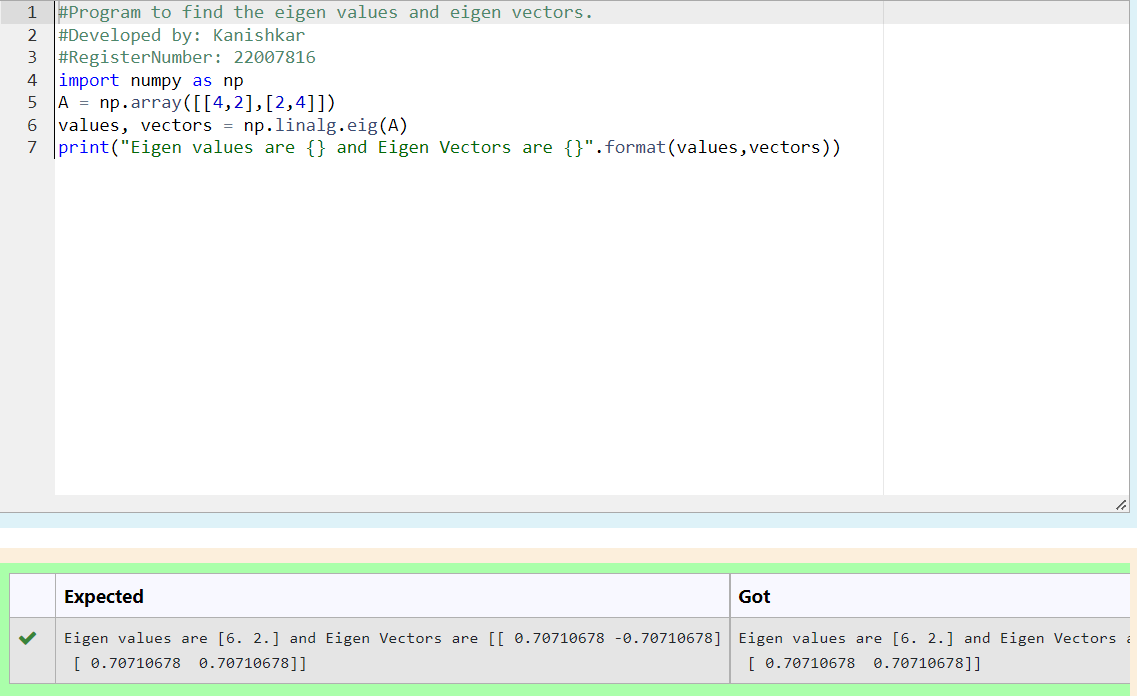 1 #Program to find the eigen values and eigen vectors.
2 #Developed by: Kanishkar
3 #RegisterNumber: 22007816
4 import numpy as np
5 A = np.array([[4,2],[2,4]])
6 values, vectors = np.linalg.eig(A)
7 print("Eigen values are {} and Eigen Vectors are {}".format(values,vectors))
Expected Got
Eigen values are [6. 2.] and Eigen Vectors are [[ 0.70710678 -0.70710678] Eigen values are [6. 2.] and Eigen Vectors
[ 0.70710678  0.70710678]] [ 0.70710678  0.70710678]]